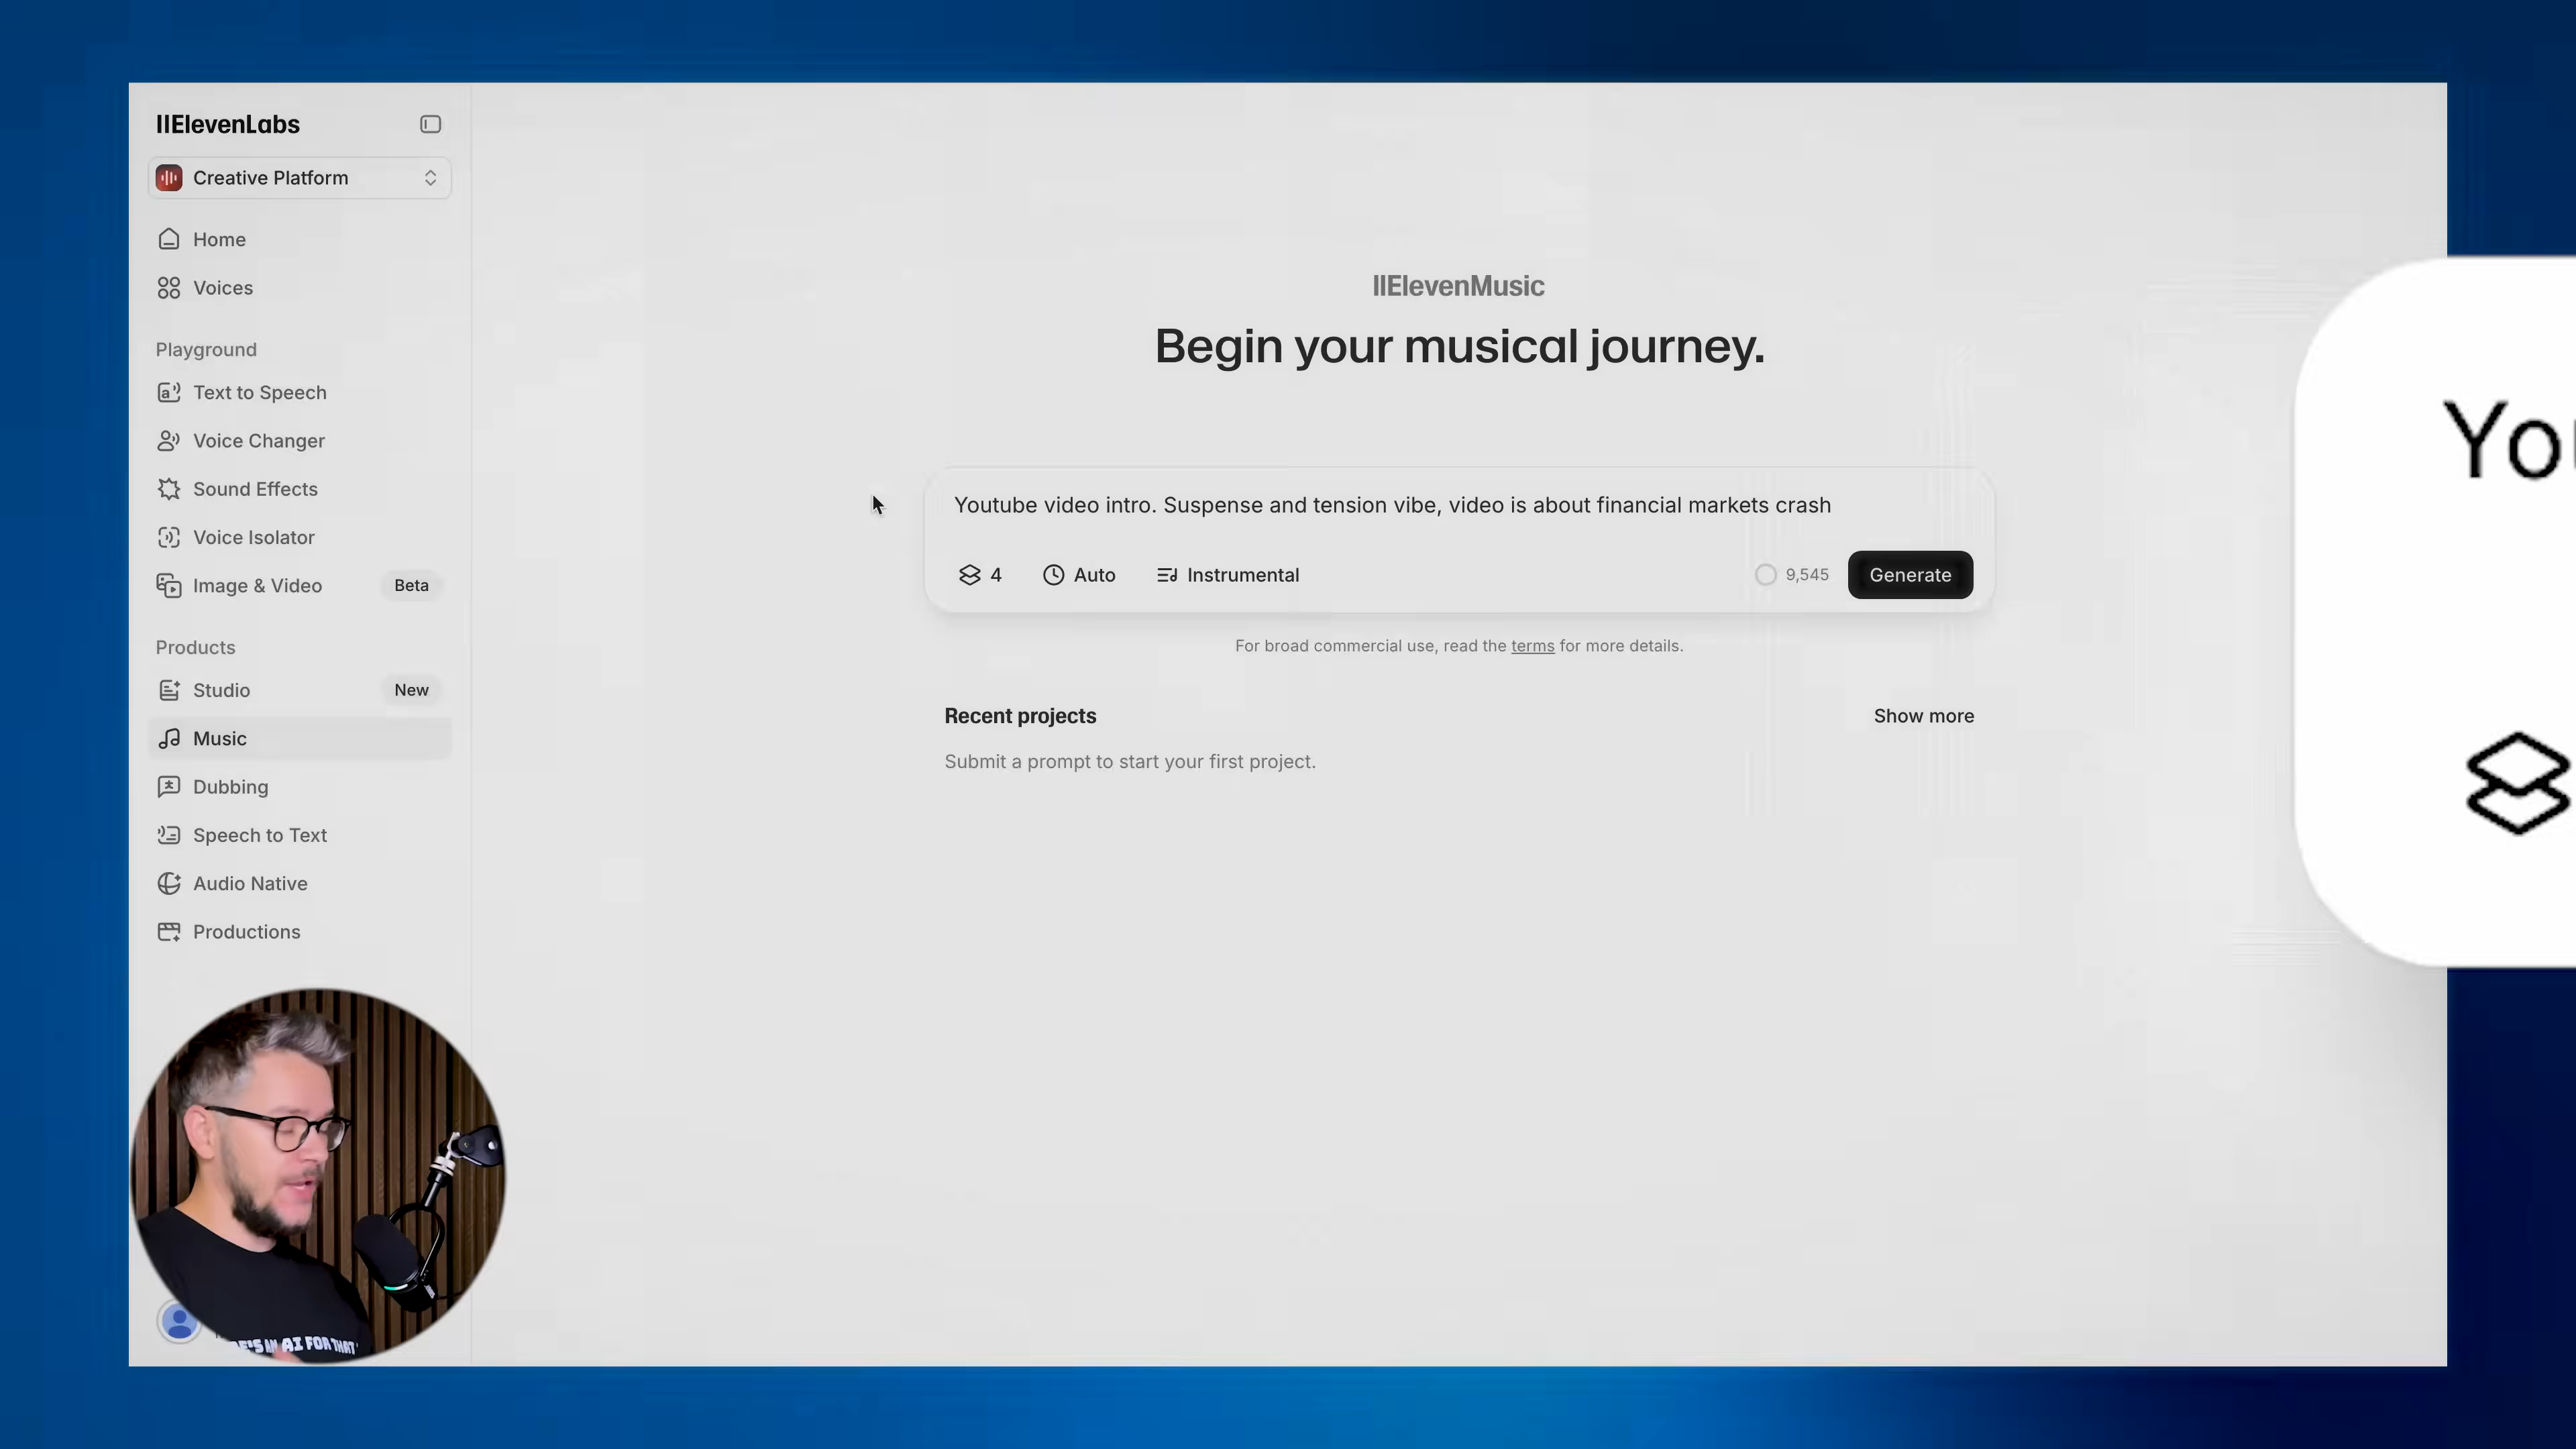 IIElevenLabs
Creative Platform
Home
Voices
Playground
Text to Speech
Voice Changer
Sound Effects
Voice Isolator
Image & Video Beta
Products
Studio New
Music
Dubbing
Speech to Text
Audio Native
Productions
IIElevenMusic
Begin your musical journey.
Youtube video intro. Suspense and tension vibe, video is about financial markets crash
4 Auto Instrumental 9,545 Generate
For broad commercial use, read the terms for more details.
Recent projects Show more
Submit a prompt to start your first project.
AI FOR THAT